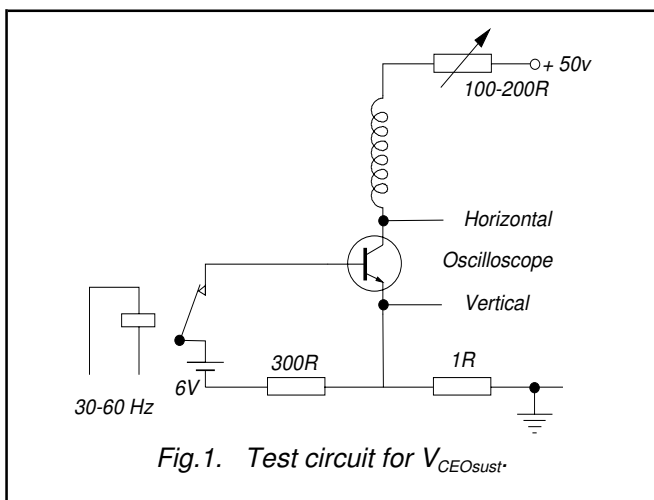 + 50v
100-200R
Horizontal
Oscilloscope
Vertical
300R
1R
6V
30-60 Hz
Fig.1. Test circuit for VCEOsust.